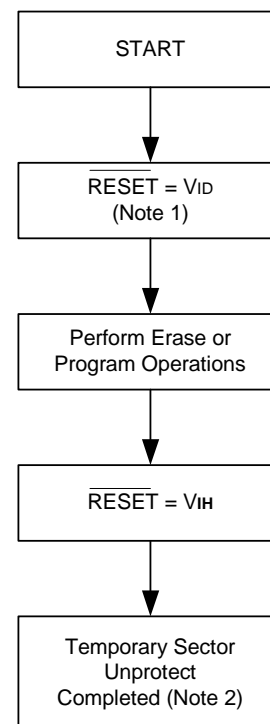 START
RESET = VID
(Note 1)
Perform Erase or
Program Operations
RESET = VIH
Temporary Sector
Unprotect
Completed (Note 2)